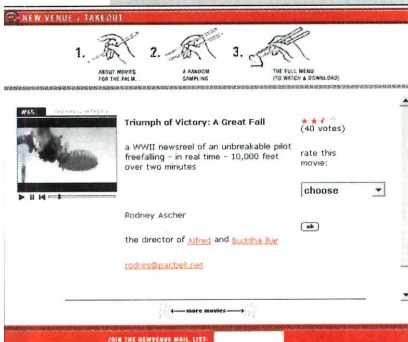 NEW VENUE / TAKEOUT
1.
2.
3.
ABOUT MOVIES
FOR THE PALM...
A RANDOM
SAMPLING
THE FULL MENU
(TO WATCH & DOWNLOAD)
#65.
Triumph of Victory: A Great Fall
a WWII newsreel of an unbreakable pilot
freefalling - in real time - 10,000 feet
over two minutes
(40 votes)
rate this
movie:
choose
ok
Rodney Ascher
the director of Alfred and Buddha Bar
rodres@pacbell.net
more movies
JOIN THE NEWVENUE MAIL LIST: